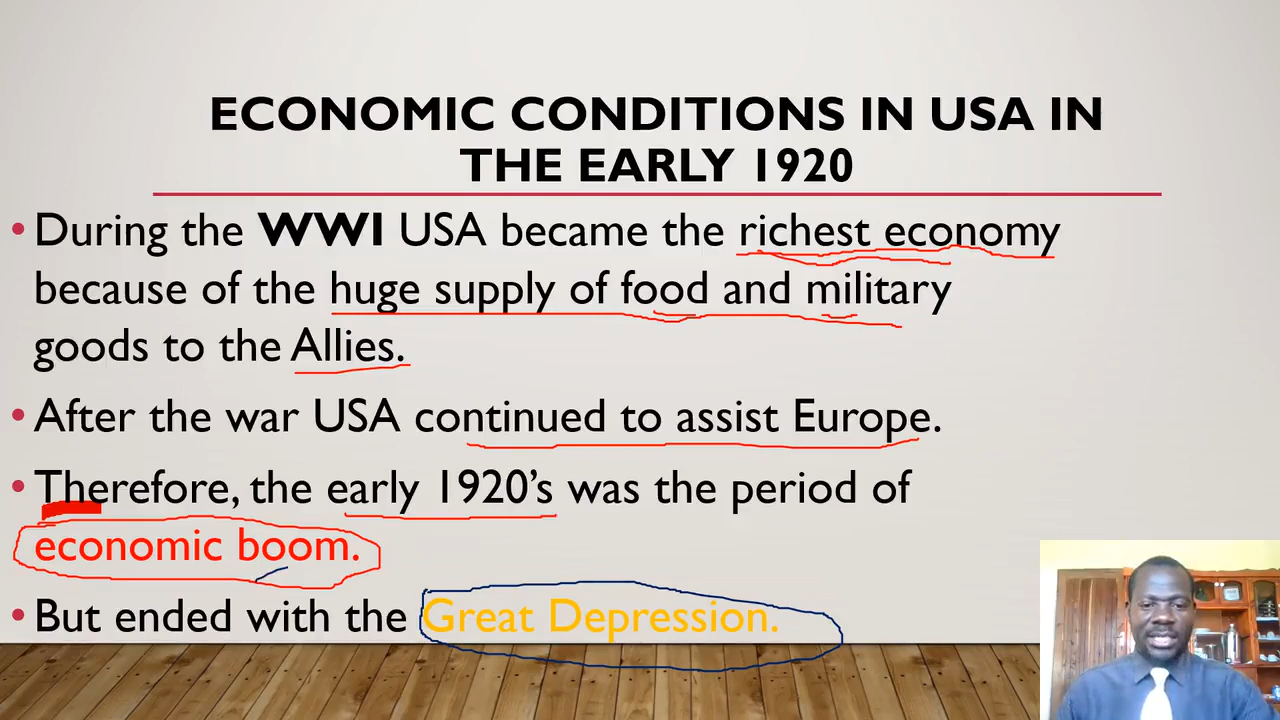 ECONOMIC CONDITIONS IN USA IN
THE EARLY 1920
• During the WWI USA became the richest economy
because of the huge supply of food and military
goods to the Allies.
• After the war USA continued to assist Europe.
• Therefore, the early 1920’s was the period of
economic boom.
• But ended with the Great Depression.